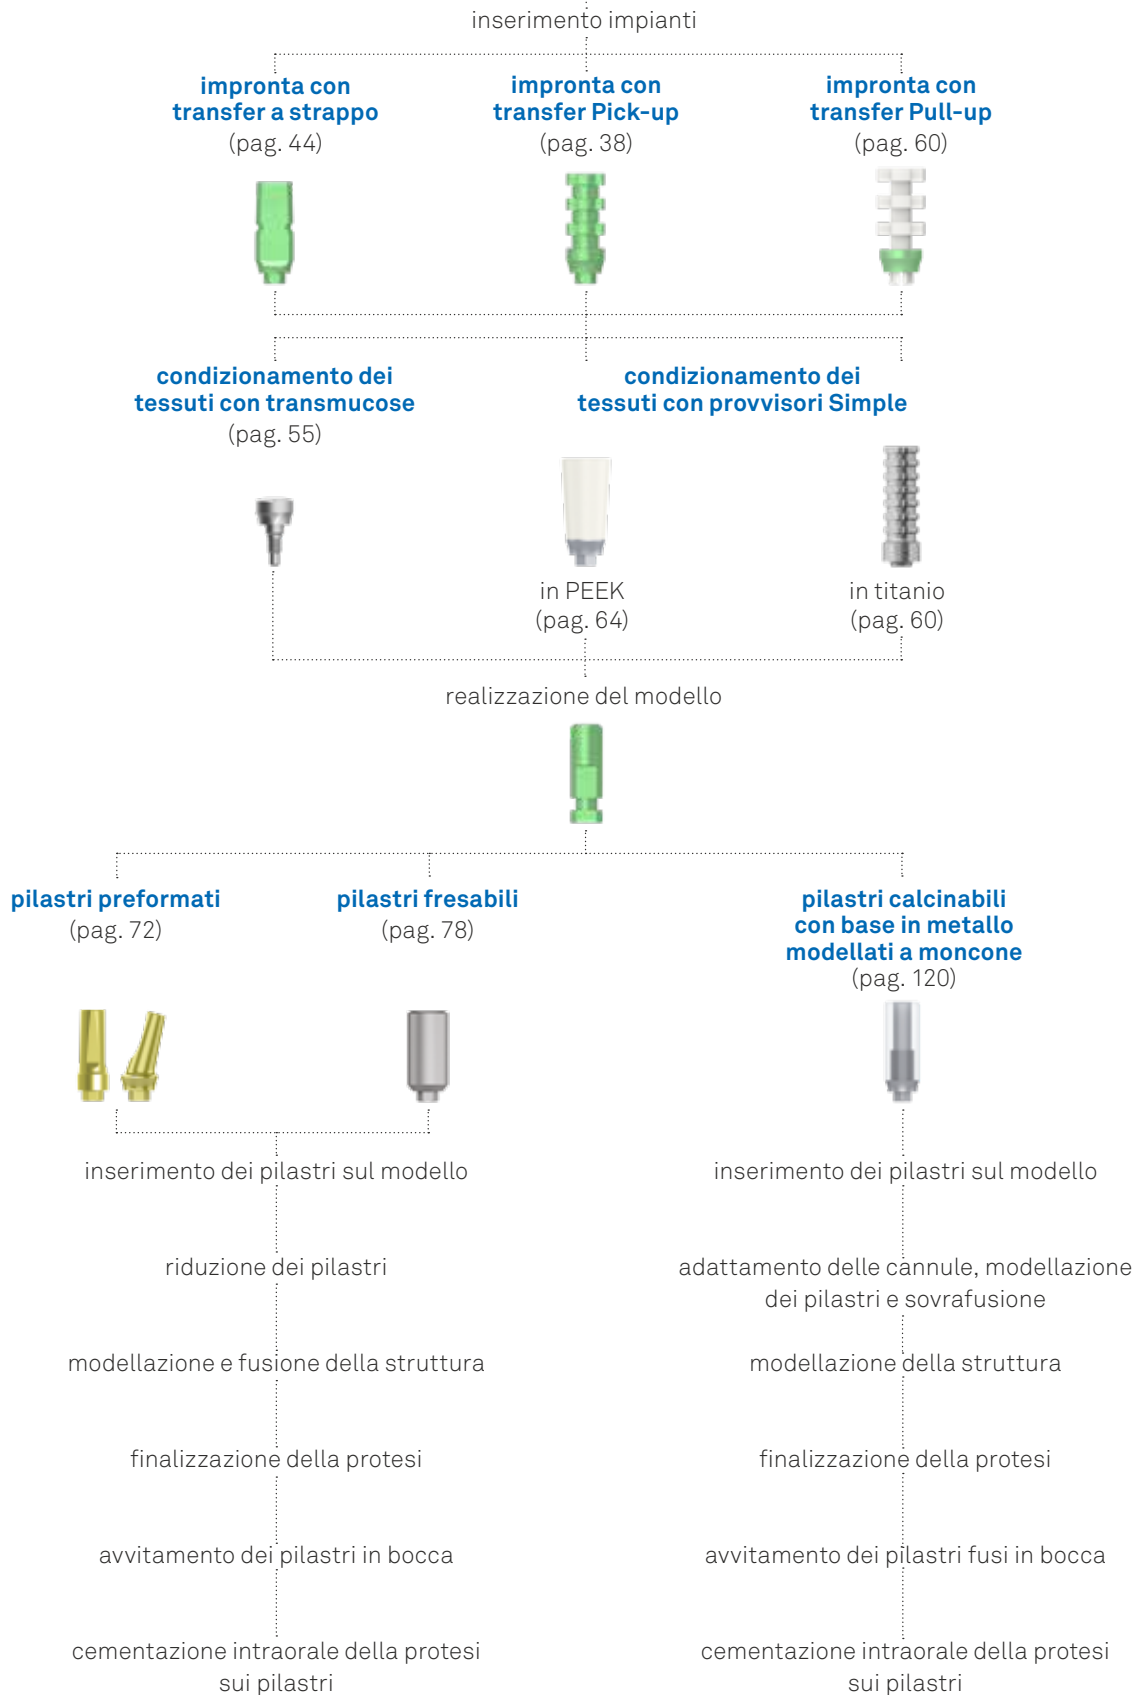 inserimento impianti
impronta con
transfer a strappo
(pag. 44)
impronta con
transfer Pick-up
(pag. 38)
impronta con
transfer Pull-up
(pag. 60)
condizionamento dei
tessuti con transmucose
(pag. 55)
condizionamento dei
tessuti con provvisori Simple
in PEEK
(pag. 64)
in titanio
(pag. 60)
realizzazione del modello
pilastri preformati
(pag. 72)
pilastri fresabili
(pag. 78)
pilastri calcinabili
con base in metallo
modellati a moncone
(pag. 120)
inserimento dei pilastri sul modello
riduzione dei pilastri
modellazione e fusione della struttura
finalizzazione della protesi
avvitamento dei pilastri in bocca
cementazione intraorale della protesi
sui pilastri
inserimento dei pilastri sul modello
adattamento delle cannule, modellazione
dei pilastri e sovrafusione
modellazione della struttura
finalizzazione della protesi
avvitamento dei pilastri fusi in bocca
cementazione intraorale della protesi
sui pilastri